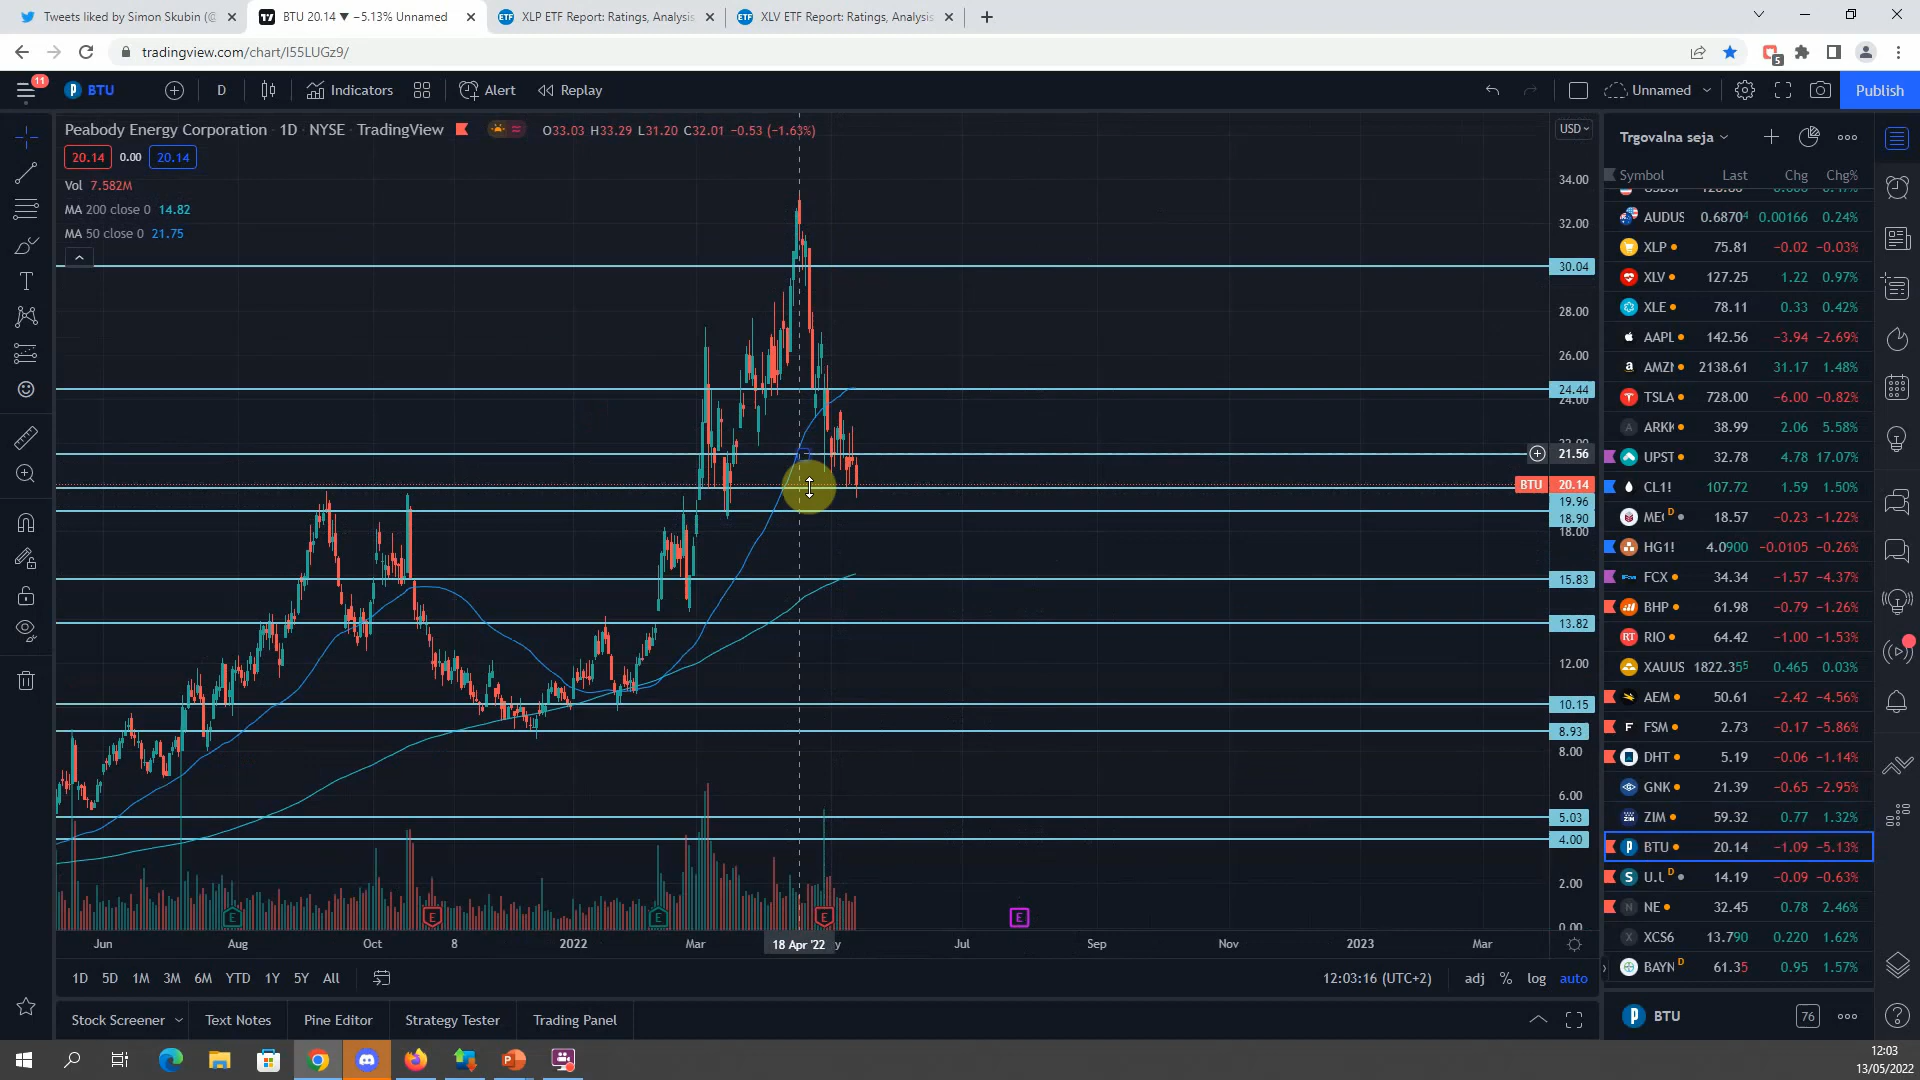 Tweets liked by Simon Skubin (@
BTU 20.14 ▼ −5.13% Unnamed
XLP ETF Report: Ratings, Analysis
XLV ETF Report: Ratings, Analysis
tradingview.com/chart/I55LUGz9/
5
11
BTU
D
Indicators
Alert
Replay
Unnamed
Publish
Peabody Energy Corporation · 1D · NYSE · TradingView
O33.03 H33.29 L31.20 C32.01 −0.53 (−1.63%)
USD
20.14 0.00 20.14
Vol 7.582M
MA 200 close 0 14.82
MA 50 close 0 21.75
34.00
32.00
30.04
28.00
26.00
24.44
24.00
21.56
BTU 20.14
19.96
18.90
18.00
15.83
13.82
12.00
10.15
8.93
8.00
6.00
5.03
4.00
2.00
0.00
E E E E E
Jun Aug Oct 8 2022 Mar 18 Apr '22 Jul Sep Nov 2023 Mar
1D 5D 1M 3M 6M YTD 1Y 5Y All
12:03:16 (UTC+2) adj % log auto
Stock Screener Text Notes Pine Editor Strategy Tester Trading Panel
Trgovalna seja
Symbol Last Chg Chg%
AUDUS 0.6870⁴ 0.00166 0.24%
XLP 75.81 −0.02 −0.03%
XLV 127.25 1.22 0.97%
XLE 78.11 0.33 0.42%
AAPL 142.56 −3.94 −2.69%
AMZI 2138.61 31.17 1.48%
TSLA 728.00 −6.00 −0.82%
ARKK 38.99 2.06 5.58%
UPST 32.78 4.78 17.07%
CL1! 107.72 1.59 1.50%
D 18.57 −0.23 −1.22%
HG1! 4.0900 −0.0105 −0.26%
FCX 34.34 −1.57 −4.37%
BHP 61.98 −0.79 −1.26%
RIO 64.42 −1.00 −1.53%
XAUUS 1822.35⁵ 0.465 0.03%
AEM 50.61 −2.42 −4.56%
FSM 2.73 −0.17 −5.86%
DHT 5.19 −0.06 −1.14%
GNK 21.39 −0.65 −2.95%
ZIM 59.32 0.77 1.32%
BTU 20.14 −1.09 −5.13%
U.U D 14.19 −0.09 −0.63%
NE 32.45 0.78 2.46%
XCS6 13.790 0.220 1.62%
BAYN D 61.35 0.95 1.57%
BTU 76
12:03
13/05/2022